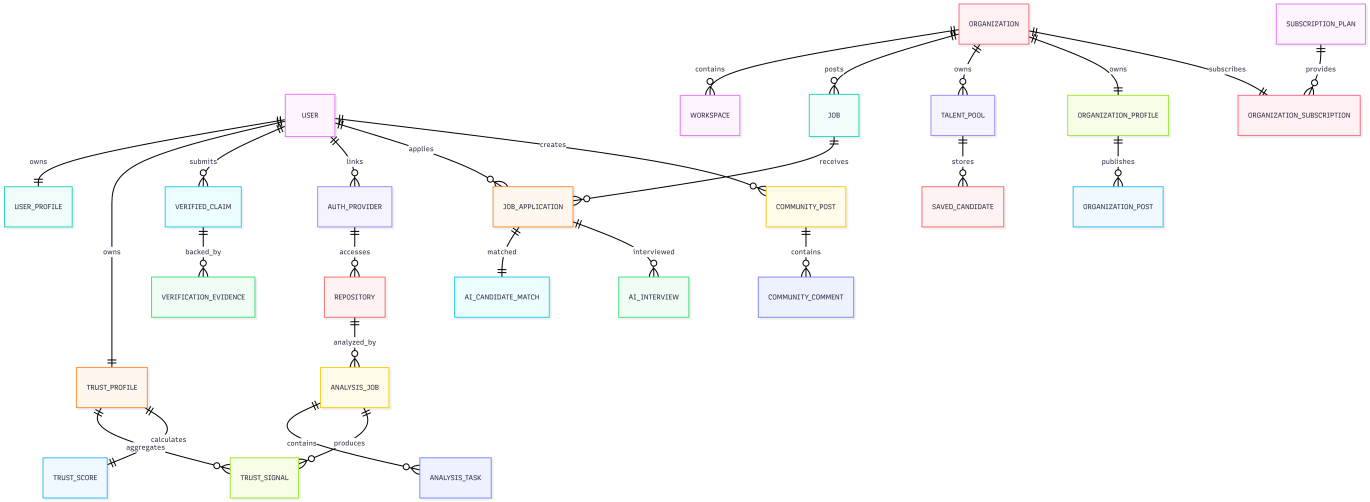 ORGANIZATION
SUBSCRIPTION_PLAN
contains
posts
owns
owns
subscribes
provides
USER
WORKSPACE
JOB
TALENT_POOL
ORGANIZATION_PROFILE
ORGANIZATION_SUBSCRIPTION
owns
submits
links
applies
creates
receives
stores
publishes
USER_PROFILE
VERIFIED_CLAIM
AUTH_PROVIDER
JOB_APPLICATION
COMMUNITY_POST
SAVED_CANDIDATE
ORGANIZATION_POST
owns
backed_by
accesses
matched
interviewed
contains
VERIFICATION_EVIDENCE
REPOSITORY
AI_CANDIDATE_MATCH
AI_INTERVIEW
COMMUNITY_COMMENT
analyzed_by
TRUST_PROFILE
ANALYSIS_JOB
calculates
aggregates
contains
produces
TRUST_SCORE
TRUST_SIGNAL
ANALYSIS_TASK